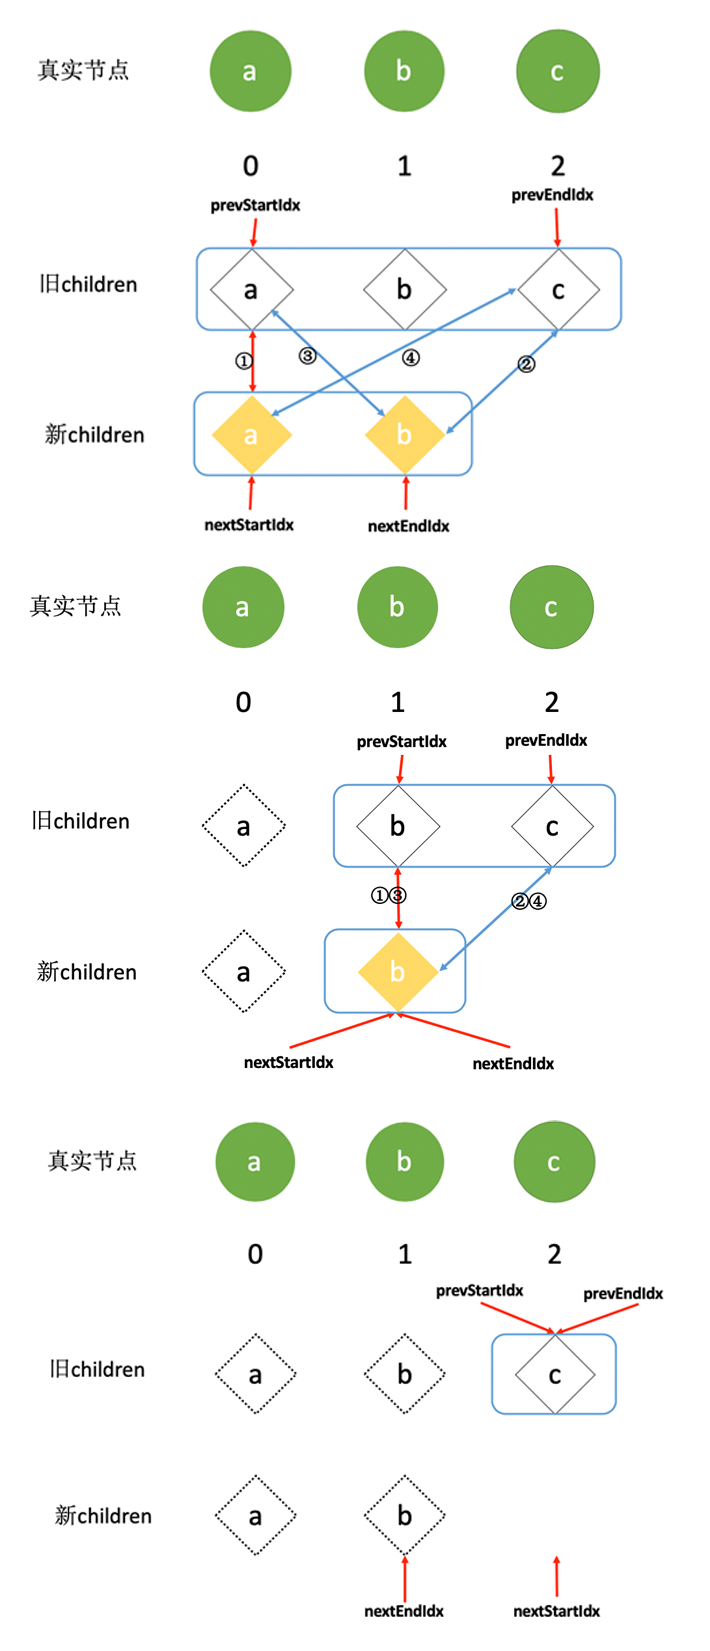 真实节点 a b c
0 1 2
prevStartIdx prevEndIdx
旧children a b c
① ③ ④ ②
新children a b
nextStartIdx nextEndIdx
真实节点 a b c
0 1 2
prevStartIdx prevEndIdx
旧children a b c
①③ ②④
新children a b
nextStartIdx nextEndIdx
真实节点 a b c
0 1 2
prevStartIdx prevEndIdx
旧children a b c
新children a b
nextEndIdx nextStartIdx